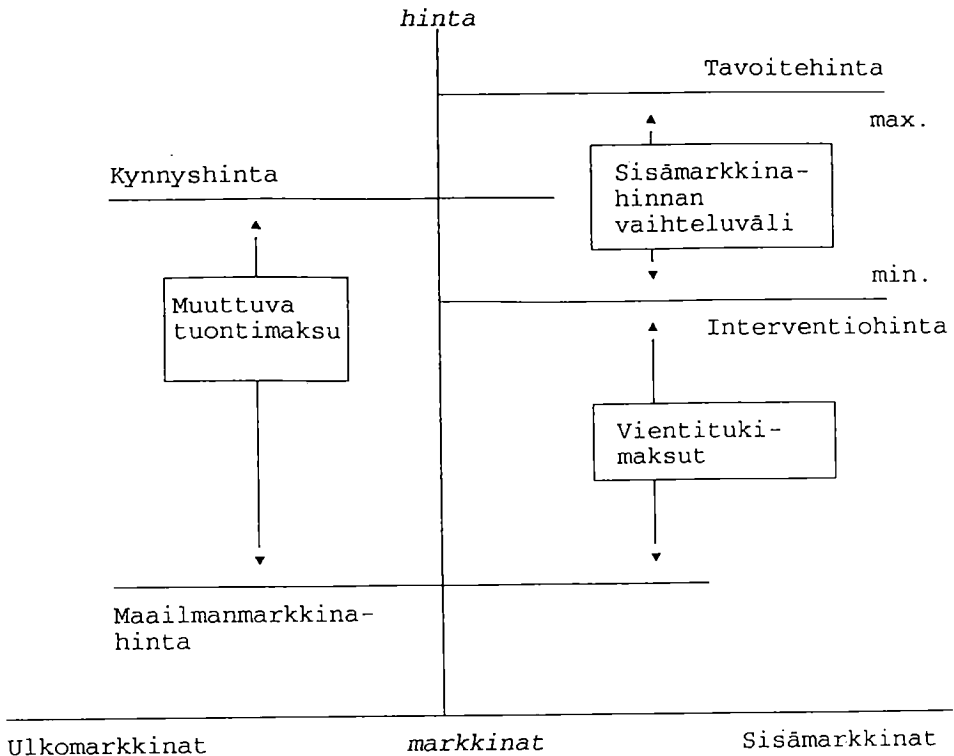 hinta
Tavoitehinta
max.
Kynnyshinta
Sisämarkkina-
hinnan
vaihteluväli
min.
Muuttuva
tuontimaksu
Interventiohinta
Vientituki-
maksut
Maailmanmarkkina-
hinta
Ulkomarkkinat
markkinat
Sisämarkkinat